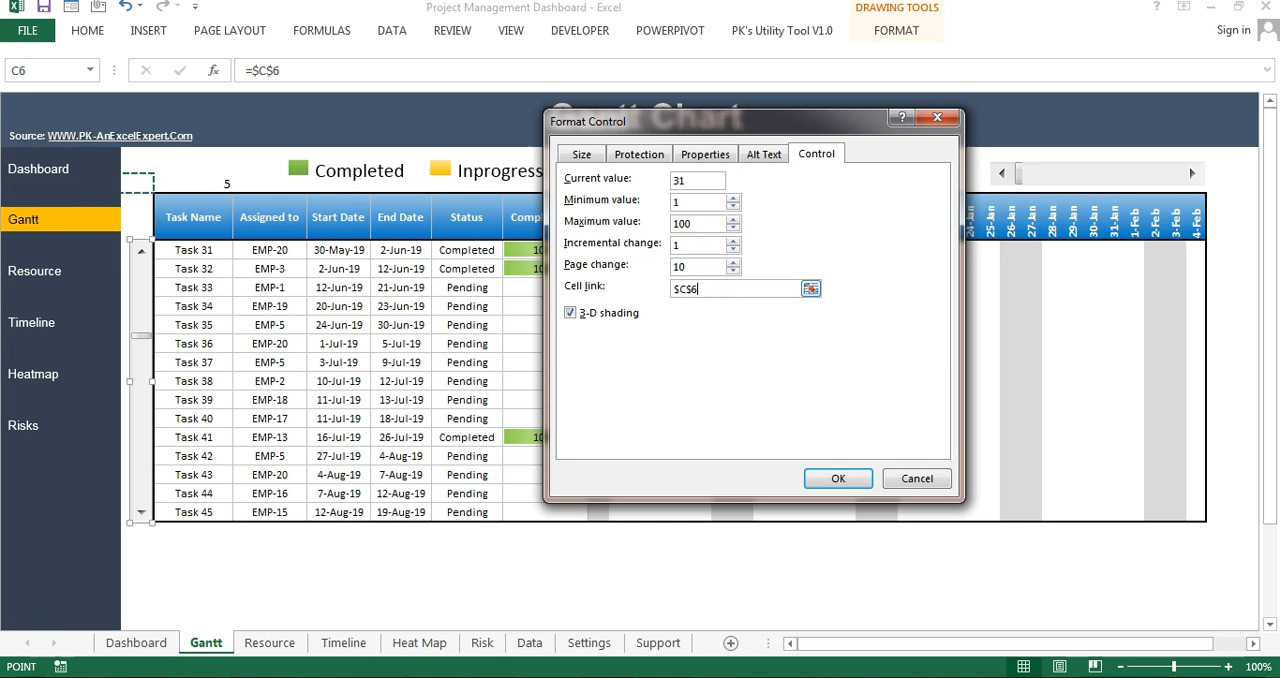 Project Management Dashboard - Excel
DRAWING TOOLS
FILE HOME INSERT PAGE LAYOUT FORMULAS DATA REVIEW VIEW DEVELOPER POWERPIVOT PK's Utility Tool V1.0 FORMAT Sign in
C6 fx =$C$6
Gantt Chart
Source: WWW.PK-AnExcelExpert.Com
Dashboard
Gantt
Resource
Timeline
Heatmap
Risks
5
Completed Inprogress
Task Name Assigned to Start Date End Date Status Compl
24-Jan 25-Jan 26-Jan 27-Jan 28-Jan 29-Jan 30-Jan 31-Jan 1-Feb 2-Feb 3-Feb 4-Feb
Task 31 EMP-20 30-May-19 2-Jun-19 Completed 10
Task 32 EMP-3 2-Jun-19 12-Jun-19 Completed 10
Task 33 EMP-1 12-Jun-19 21-Jun-19 Pending
Task 34 EMP-19 20-Jun-19 23-Jun-19 Pending
Task 35 EMP-5 24-Jun-19 30-Jun-19 Pending
Task 36 EMP-20 1-Jul-19 5-Jul-19 Pending
Task 37 EMP-5 3-Jul-19 9-Jul-19 Pending
Task 38 EMP-2 10-Jul-19 12-Jul-19 Pending
Task 39 EMP-18 11-Jul-19 13-Jul-19 Pending
Task 40 EMP-17 11-Jul-19 18-Jul-19 Pending
Task 41 EMP-13 16-Jul-19 26-Jul-19 Completed 10
Task 42 EMP-5 27-Jul-19 4-Aug-19 Pending
Task 43 EMP-20 4-Aug-19 7-Aug-19 Pending
Task 44 EMP-16 7-Aug-19 12-Aug-19 Pending
Task 45 EMP-15 12-Aug-19 19-Aug-19 Pending
Format Control
Size Protection Properties Alt Text Control
Current value: 31
Minimum value: 1
Maximum value: 100
Incremental change: 1
Page change: 10
Cell link: $C$6
3-D shading
OK Cancel
Dashboard Gantt Resource Timeline Heat Map Risk Data Settings Support
POINT 100%